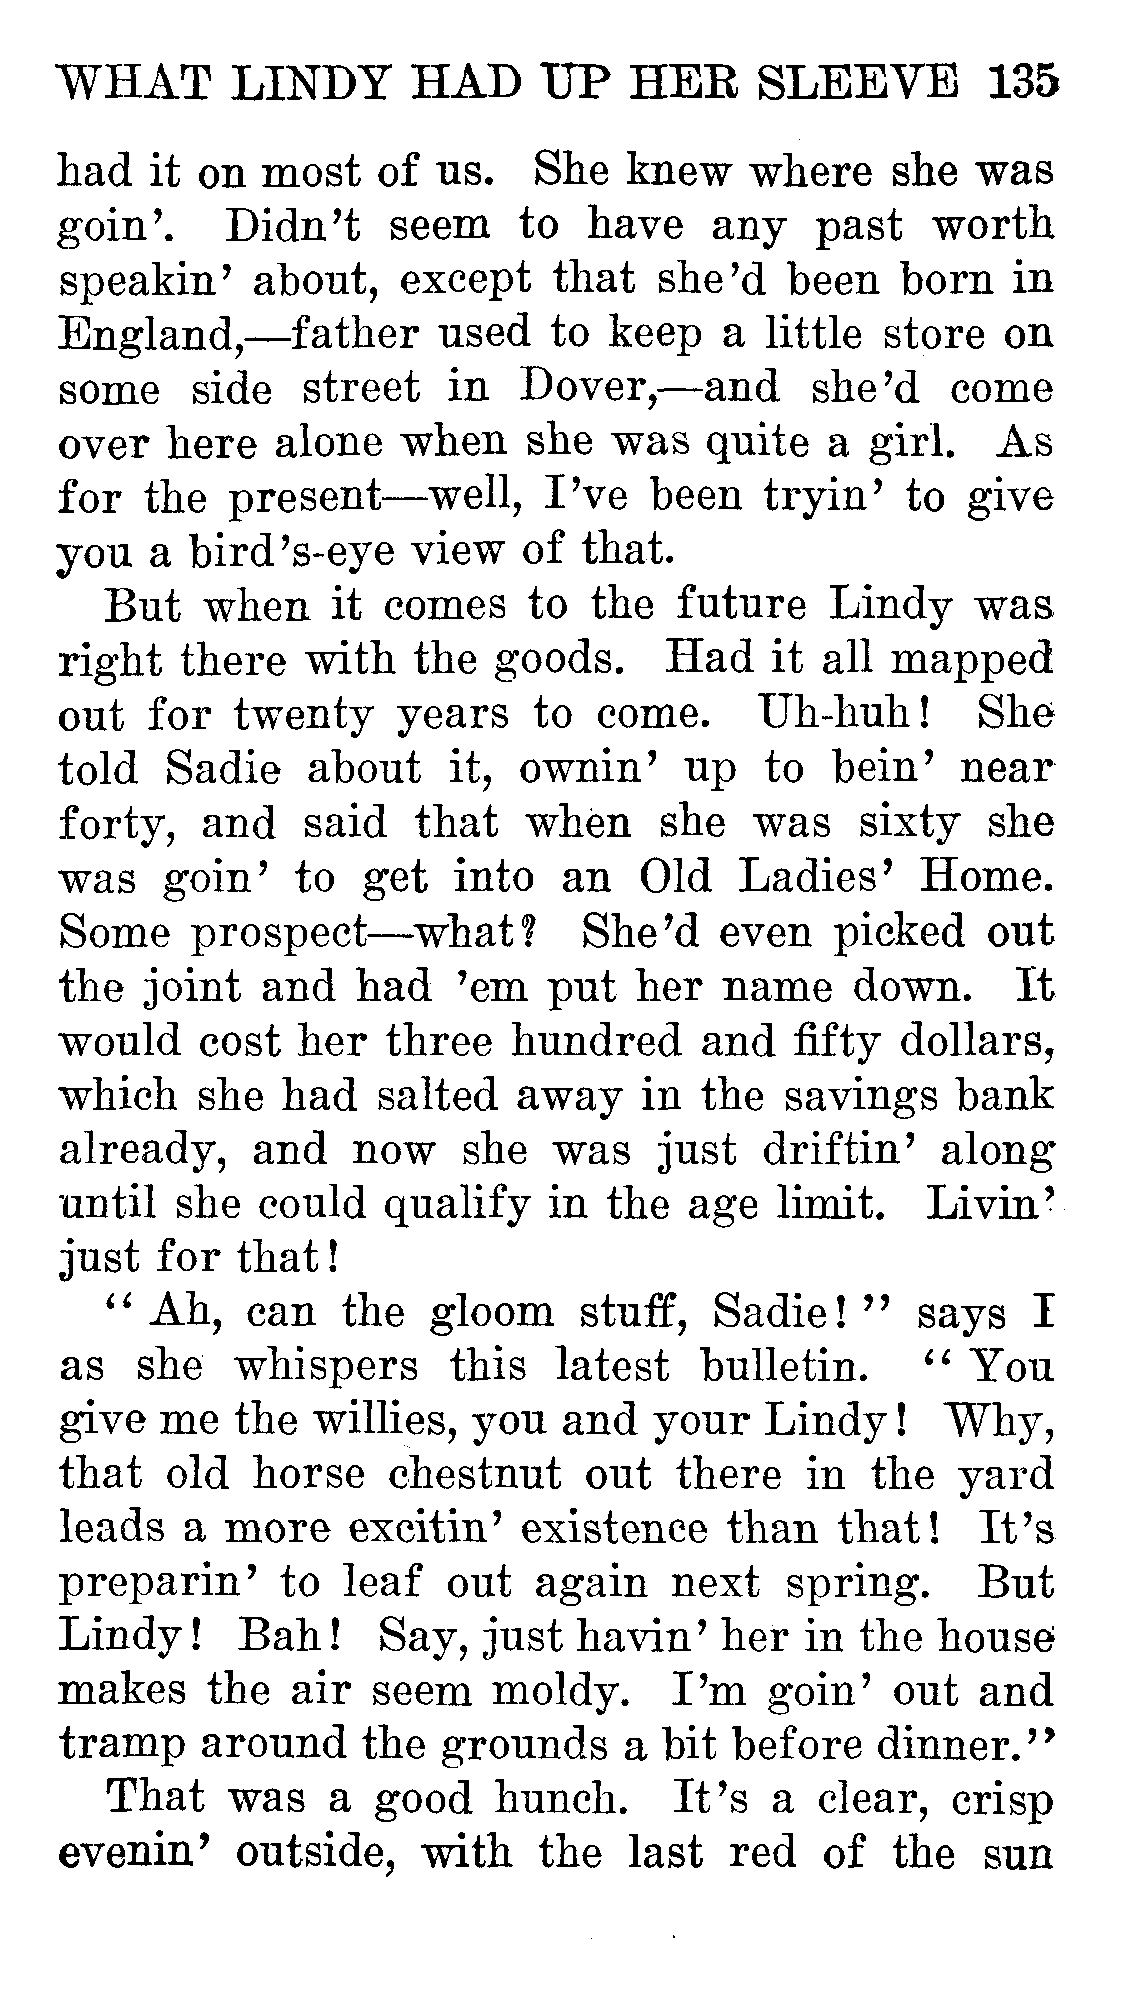 WHAT LINDY HAD UP HER SLEEVE 135
had it on most of us. She knew where she was
goin’. Didn’t seem to have any past worth
speakin’ about, except that she’d been born in
England,—father used to keep a little store on
some side street in Dover,—and she’d come
over here alone when she was quite a girl. As
for the present—well, I’ve been tryin’ to give
you a bird’s-eye view of that.
But when it comes to the future Lindy was
right there with the goods. Had it all mapped
out for twenty years to come. Uh-huh! She
told Sadie about it, ownin’ up to bein’ near
forty, and said that when she was sixty she
was goin’ to get into an Old Ladies’ Home.
Some prospect—what? She’d even picked out
the joint and had ’em put her name down. It
would cost her three hundred and fifty dollars,
which she had salted away in the savings bank
already, and now she was just driftin’ along
until she could qualify in the age limit. Livin’
just for that!
“ Ah, can the gloom stuff, Sadie! ” says I
as she whispers this latest bulletin. “ You
give me the willies, you and your Lindy! Why,
that old horse chestnut out there in the yard
leads a more excitin’ existence than that! It’s
preparin’ to leaf out again next spring. But
Lindy! Bah! Say, just havin’ her in the house
makes the air seem moldy. I’m goin’ out and
tramp around the grounds a bit before dinner.”
That was a good hunch. It’s a clear, crisp
evenin’ outside, with the last red of the sun